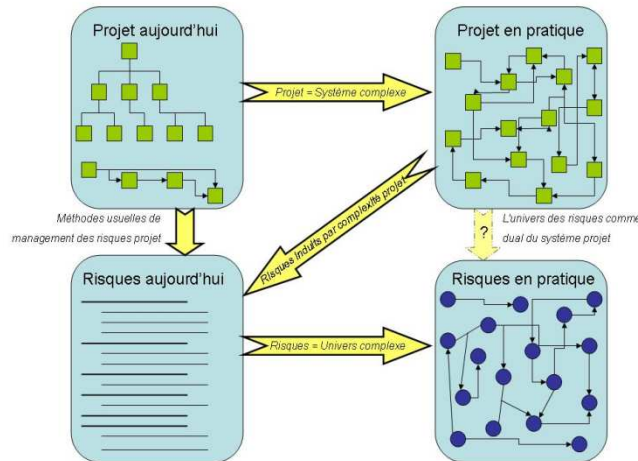 Projet aujourd'hui
Projet en pratique
Projet = Système complexe
Méthodes usuelles de
management des risques projet
Risques induits par complexité projet
?
L'univers des risques comme
dual du système projet
Risques aujourd'hui
Risques en pratique
Risques = Univers complexe